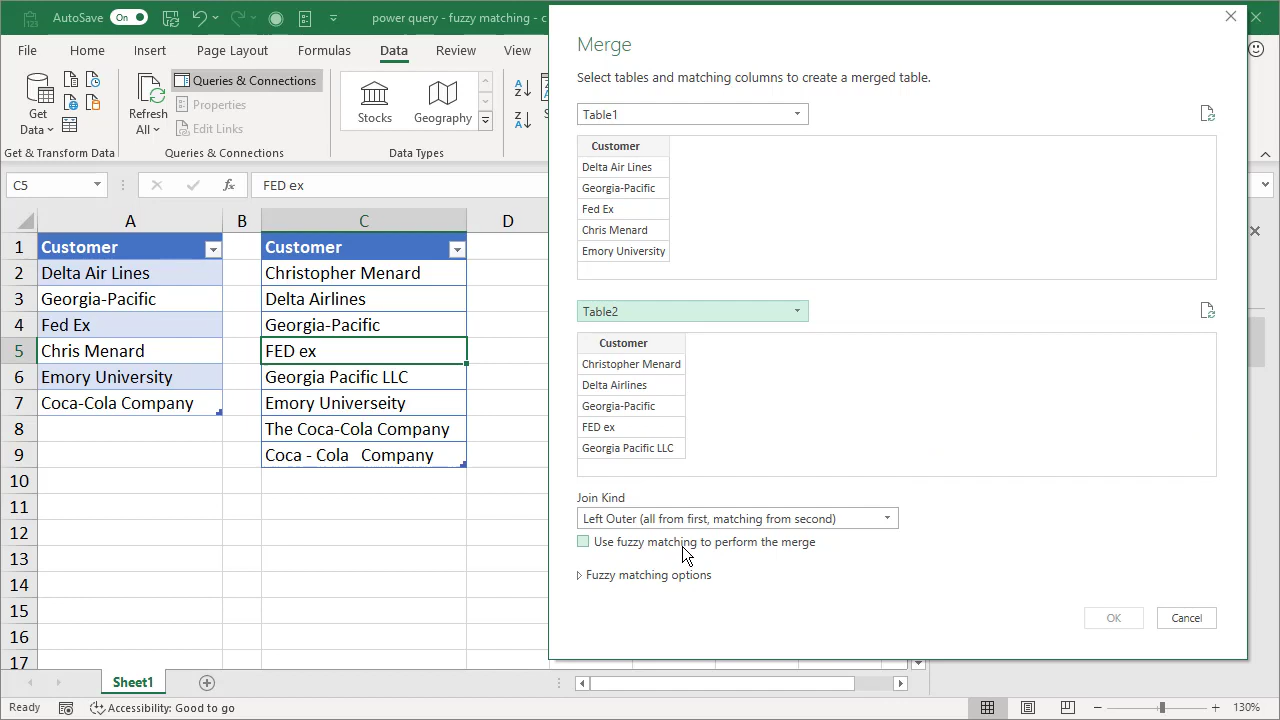 AutoSave On power query - fuzzy matching - c
File Home Insert Page Layout Formulas Data Review View
Get Data
Refresh All
Queries & Connections
Properties
Edit Links
Stocks Geography
Get & Transform Data Queries & Connections Data Types
C5 fx FED ex
A B C D
1 Customer Customer
2 Delta Air Lines Christopher Menard
3 Georgia-Pacific Delta Airlines
4 Fed Ex Georgia-Pacific
5 Chris Menard FED ex
6 Emory University Georgia Pacific LLC
7 Coca-Cola Company Emory Universeity
8 The Coca-Cola Company
9 Coca - Cola Company
10
11
12
13
14
15
16
17
Sheet1
Ready Accessibility: Good to go 130%
Merge
Select tables and matching columns to create a merged table.
Table1
Customer
Delta Air Lines
Georgia-Pacific
Fed Ex
Chris Menard
Emory University
Table2
Customer
Christopher Menard
Delta Airlines
Georgia-Pacific
FED ex
Georgia Pacific LLC
Join Kind
Left Outer (all from first, matching from second)
Use fuzzy matching to perform the merge
Fuzzy matching options
OK Cancel